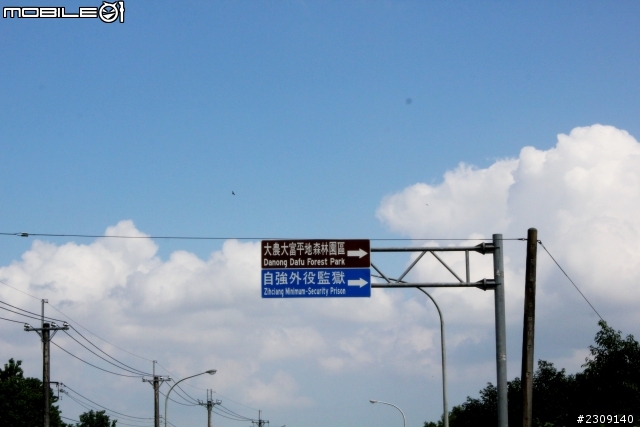 MOBILE01
大農大富平地森林園區
Danong Dafu Forest Park
自強外役監獄
Zihciang Minimum-Security Prison
#2309140